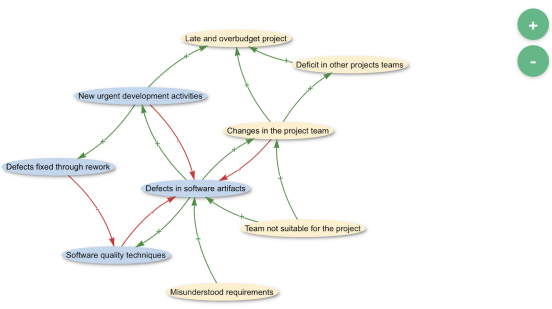 +
-
Late and overbudget project
Deficit in other projects teams
New urgent development activities
Changes in the project team
Defects fixed through rework
Defects in software artifacts
Team not suitable for the project
Software quality techniques
Misunderstood requirements
+
+
+
+
+
+
+
+
+
+
+
-
-
-
-